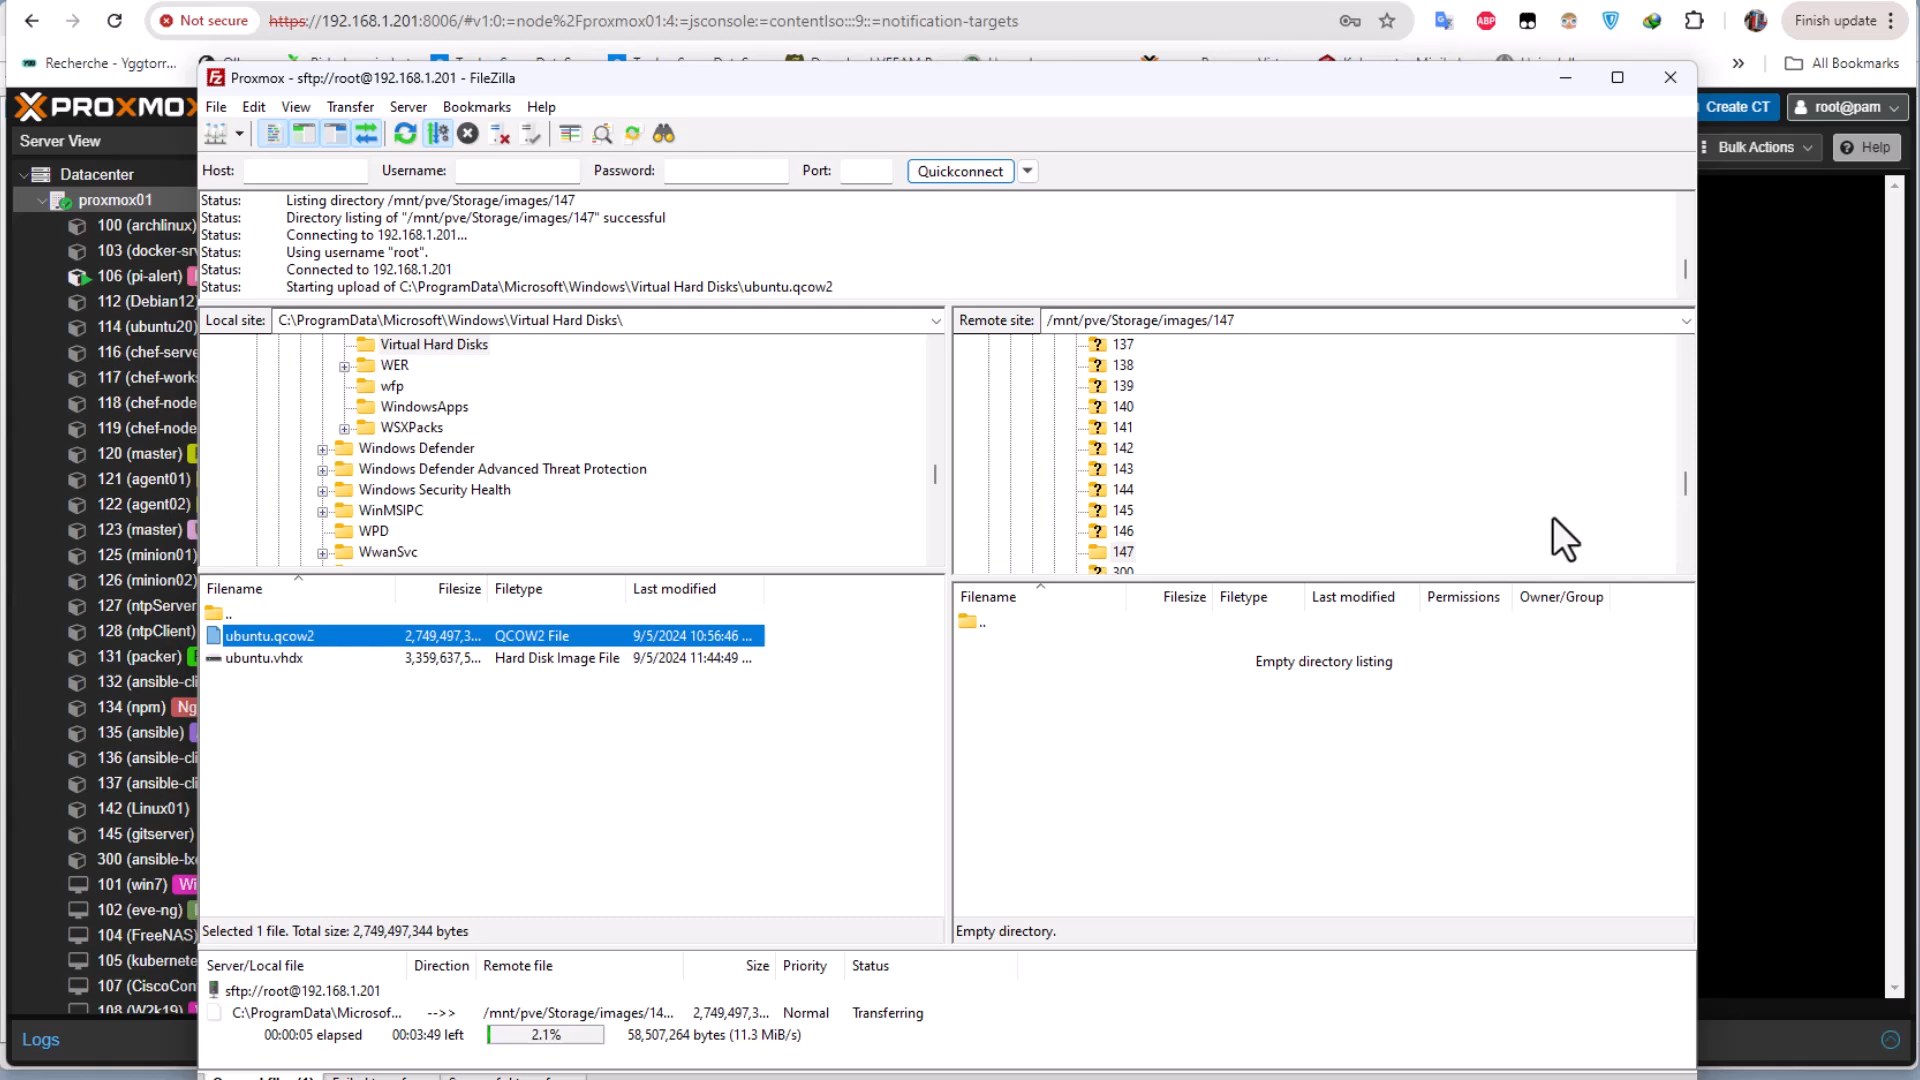 Not secure
https://192.168.1.201:8006/#v1:0:=node%2Fproxmox01:4:=jsconsole:=contentIso:::9::=notification-targets
Finish update
Recherche - Yggtorr...
All Bookmarks
Proxmox - sftp://root@192.168.1.201 - FileZilla
PROXMO
File Edit View Transfer Server Bookmarks Help
Create CT
root@pam
Server View
Bulk Actions
Help
Host: Username: Password: Port: Quickconnect
Datacenter
proxmox01
100 (archlinux)
103 (docker-srv
106 (pi-alert)
112 (Debian12)
114 (ubuntu20)
116 (chef-serve
117 (chef-works
118 (chef-node
119 (chef-node
120 (master)
121 (agent01)
122 (agent02)
123 (master)
125 (minion01)
126 (minion02)
127 (ntpServer
128 (ntpClient)
131 (packer)
132 (ansible-cli
134 (npm) Ng
135 (ansible)
136 (ansible-cli
137 (ansible-cli
142 (Linux01)
145 (gitserver)
300 (ansible-lxc
101 (win7) Wi
102 (eve-ng)
104 (FreeNAS)
105 (kubernete
107 (CiscoCon
108 (W2k19)
Logs
Status: Listing directory /mnt/pve/Storage/images/147
Status: Directory listing of "/mnt/pve/Storage/images/147" successful
Status: Connecting to 192.168.1.201...
Status: Using username "root".
Status: Connected to 192.168.1.201
Status: Starting upload of C:\ProgramData\Microsoft\Windows\Virtual Hard Disks\ubuntu.qcow2
Local site: C:\ProgramData\Microsoft\Windows\Virtual Hard Disks\
Virtual Hard Disks
WER
wfp
WindowsApps
WSXPacks
Windows Defender
Windows Defender Advanced Threat Protection
Windows Security Health
WinMSIPC
WPD
WwanSvc
Remote site: /mnt/pve/Storage/images/147
137
138
139
140
141
142
143
144
145
146
147
300
Filename Filesize Filetype Last modified
..
ubuntu.qcow2 2,749,497,3... QCOW2 File 9/5/2024 10:56:46 ...
ubuntu.vhdx 3,359,637,5... Hard Disk Image File 9/5/2024 11:44:49 ...
Selected 1 file. Total size: 2,749,497,344 bytes
Filename Filesize Filetype Last modified Permissions Owner/Group
..
Empty directory listing
Empty directory.
Server/Local file Direction Remote file Size Priority Status
sftp://root@192.168.1.201
C:\ProgramData\Microsof... -->> /mnt/pve/Storage/images/14... 2,749,497,3... Normal Transferring
00:00:05 elapsed 00:03:49 left 2.1% 58,507,264 bytes (11.3 MiB/s)